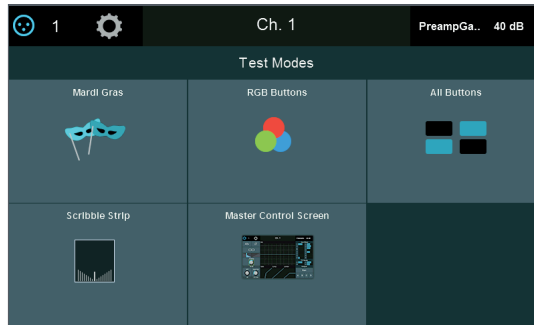 1 Ch. 1 PreampGa.. 40 dB
Test Modes
Mardi Gras RGB Buttons All Buttons
Scribble Strip Master Control Screen